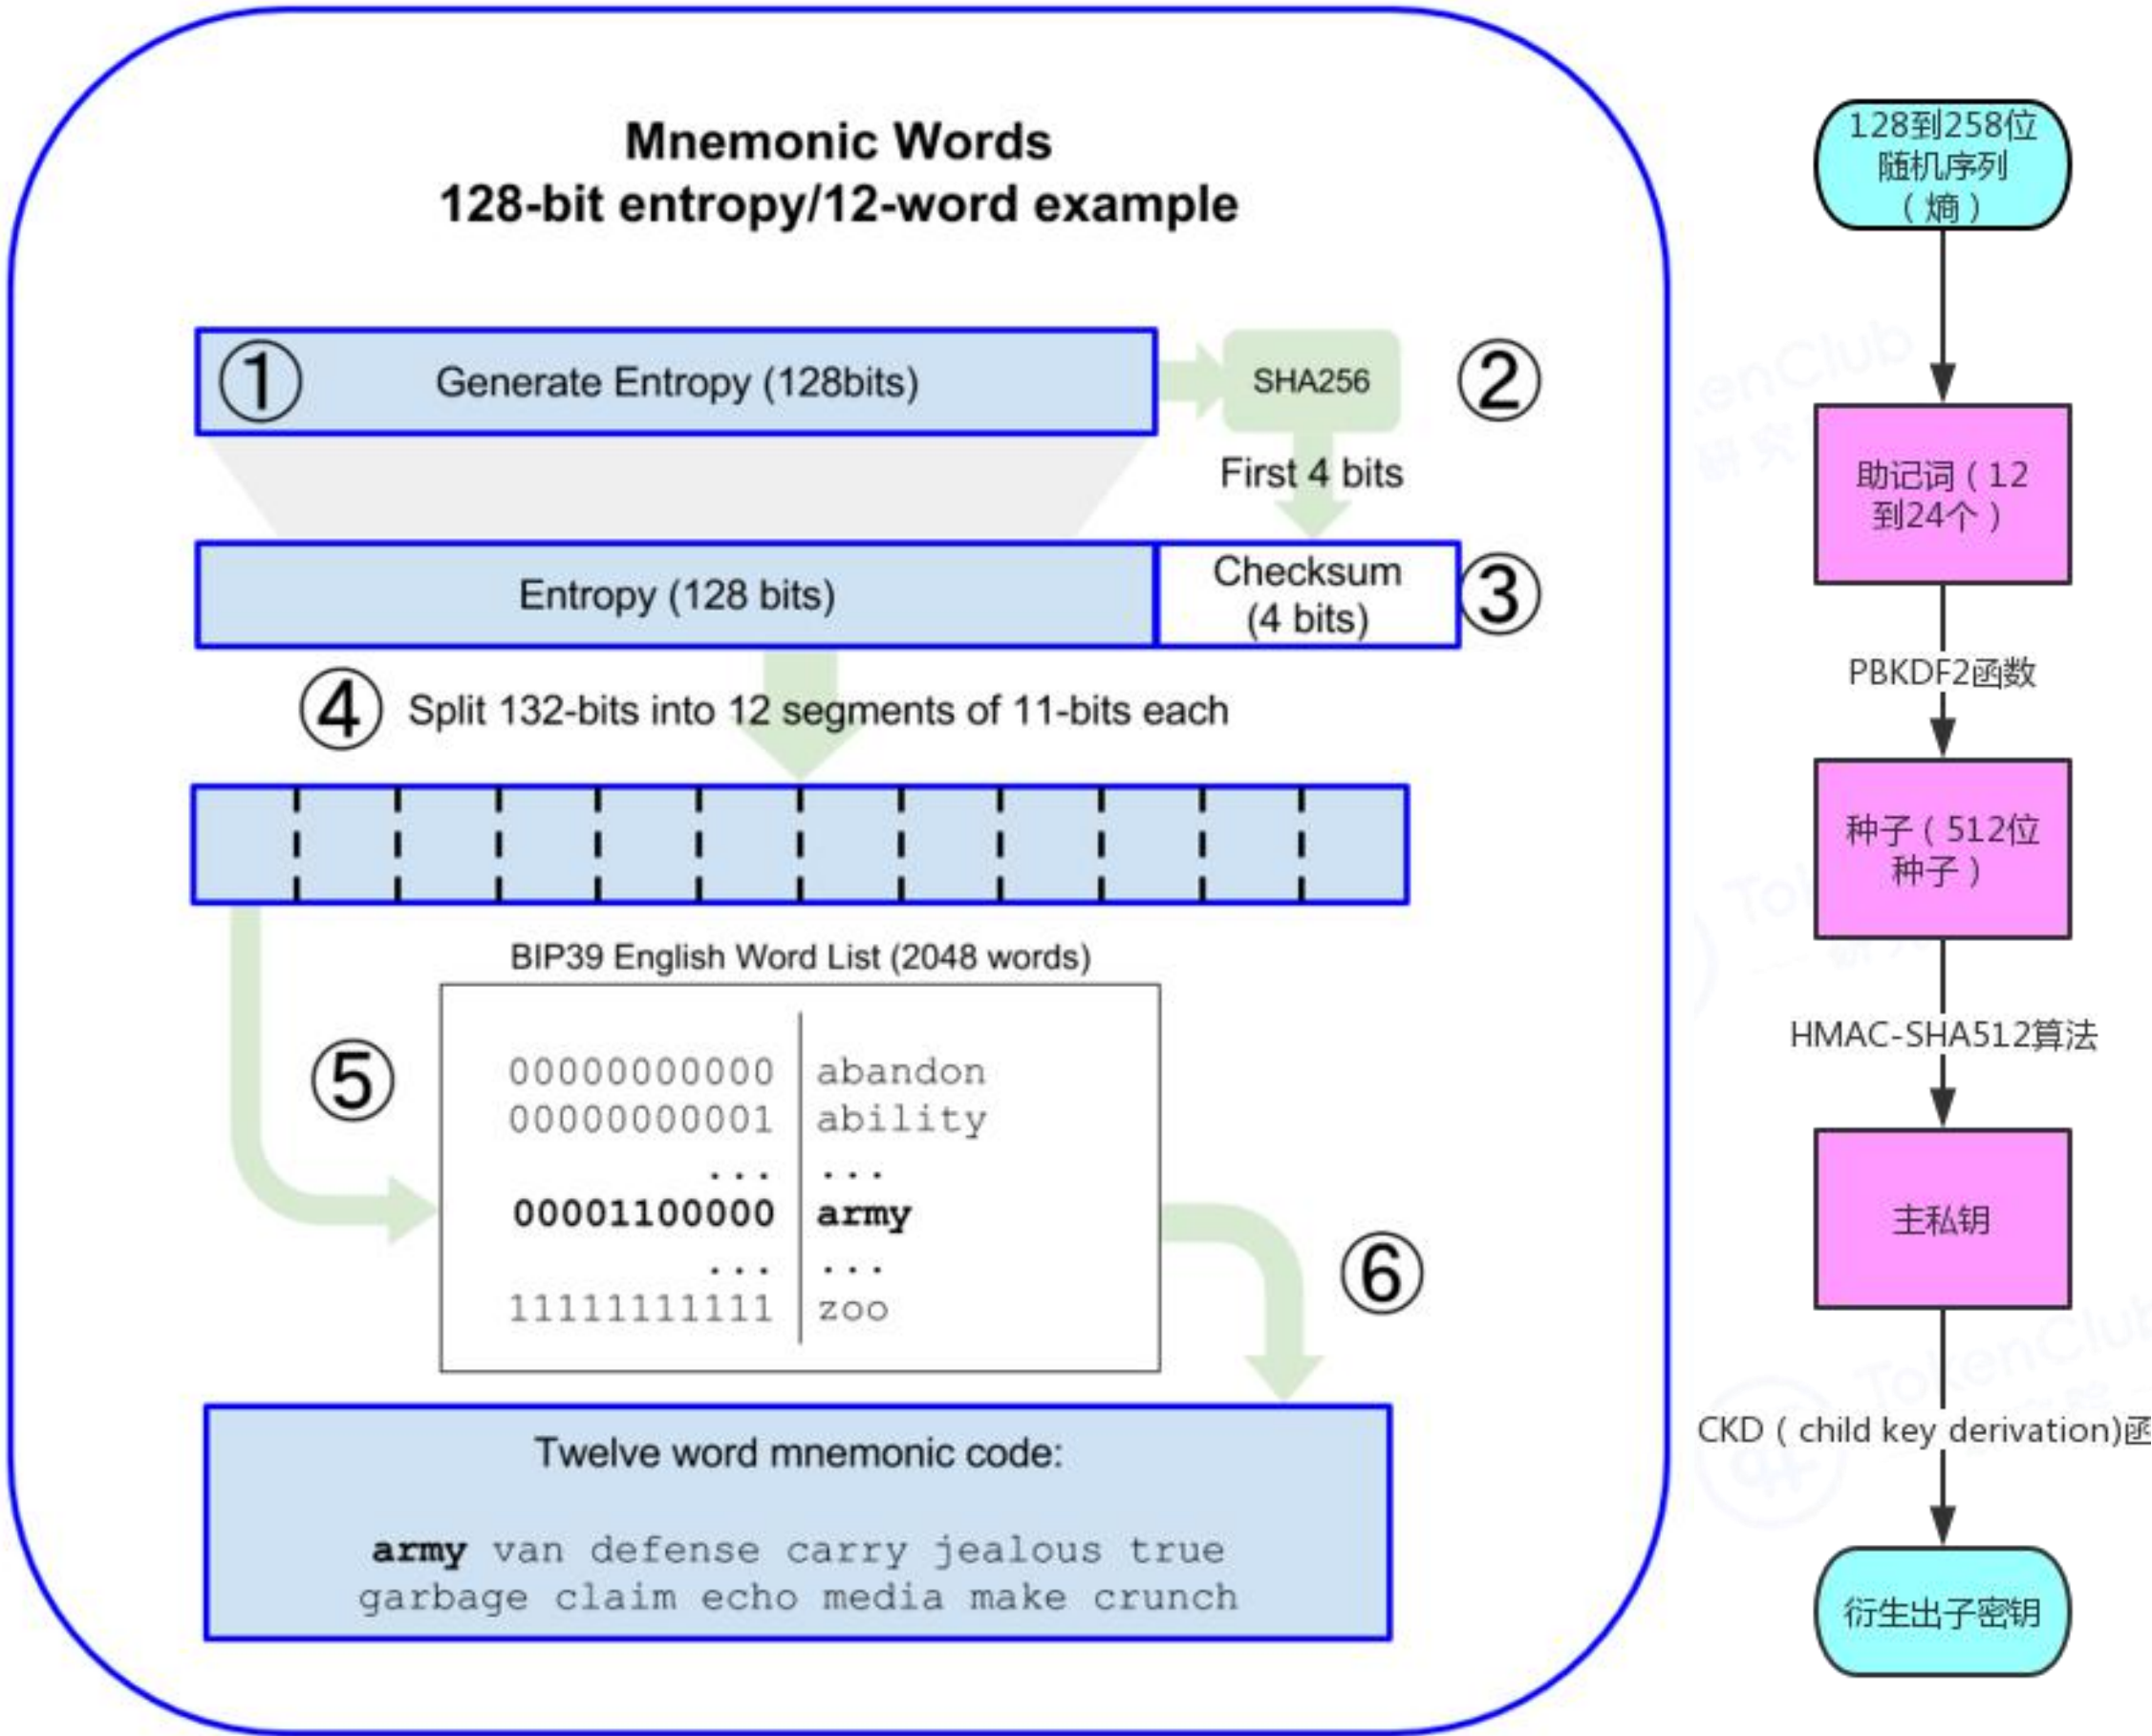 Mnemonic Words
128-bit entropy/12-word example
① Generate Entropy (128bits)
SHA256
②
First 4 bits
Entropy (128 bits)
Checksum
(4 bits)
③
④ Split 132-bits into 12 segments of 11-bits each
BIP39 English Word List (2048 words)
⑤
00000000000 abandon
00000000001 ability
... ...
00001100000 army
... ...
11111111111 zoo
⑥
Twelve word mnemonic code:
army van defense carry jealous true
garbage claim echo media make crunch
128到258位
随机序列
（熵）
助记词（12
到24个）
PBKDF2函数
种子（512位
种子）
HMAC-SHA512算法
主私钥
CKD（child key derivation)函
衍生出子密钥
enClub
研究
TokenClub